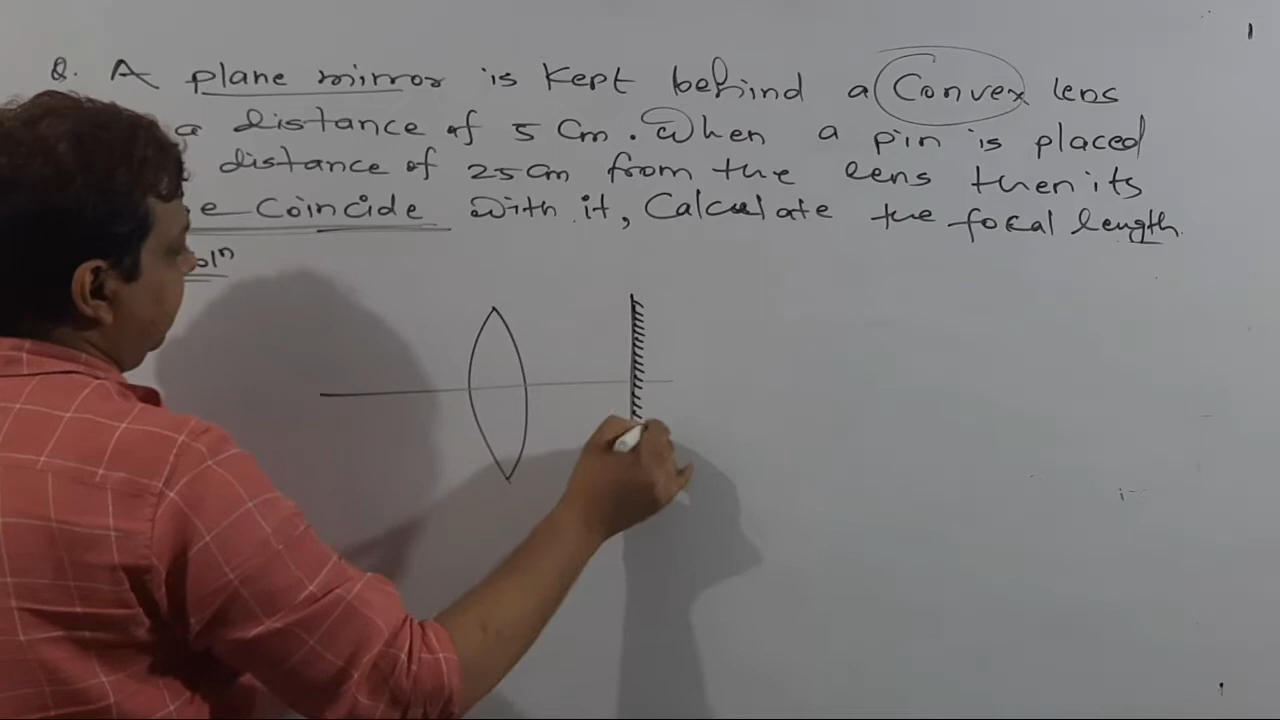 Q. A plane mirror is kept behind a Convex lens
a distance of 5 Cm. When a pin is placed
distance of 25 Cm from the lens then its
e Coincide with it, Calculate the focal length
olⁿ